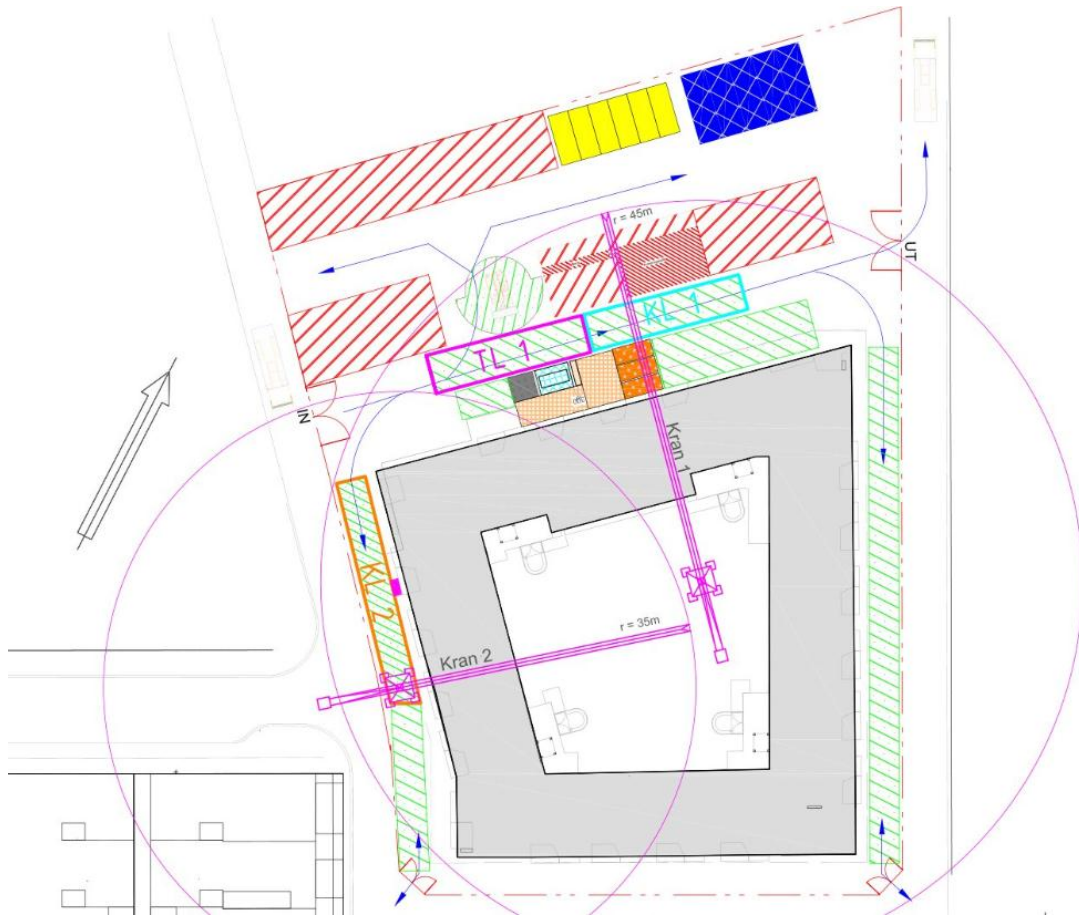 r = 45m
UT
KL 1
TL 1
IN
Kran 1
KL 2
r = 35m
Kran 2